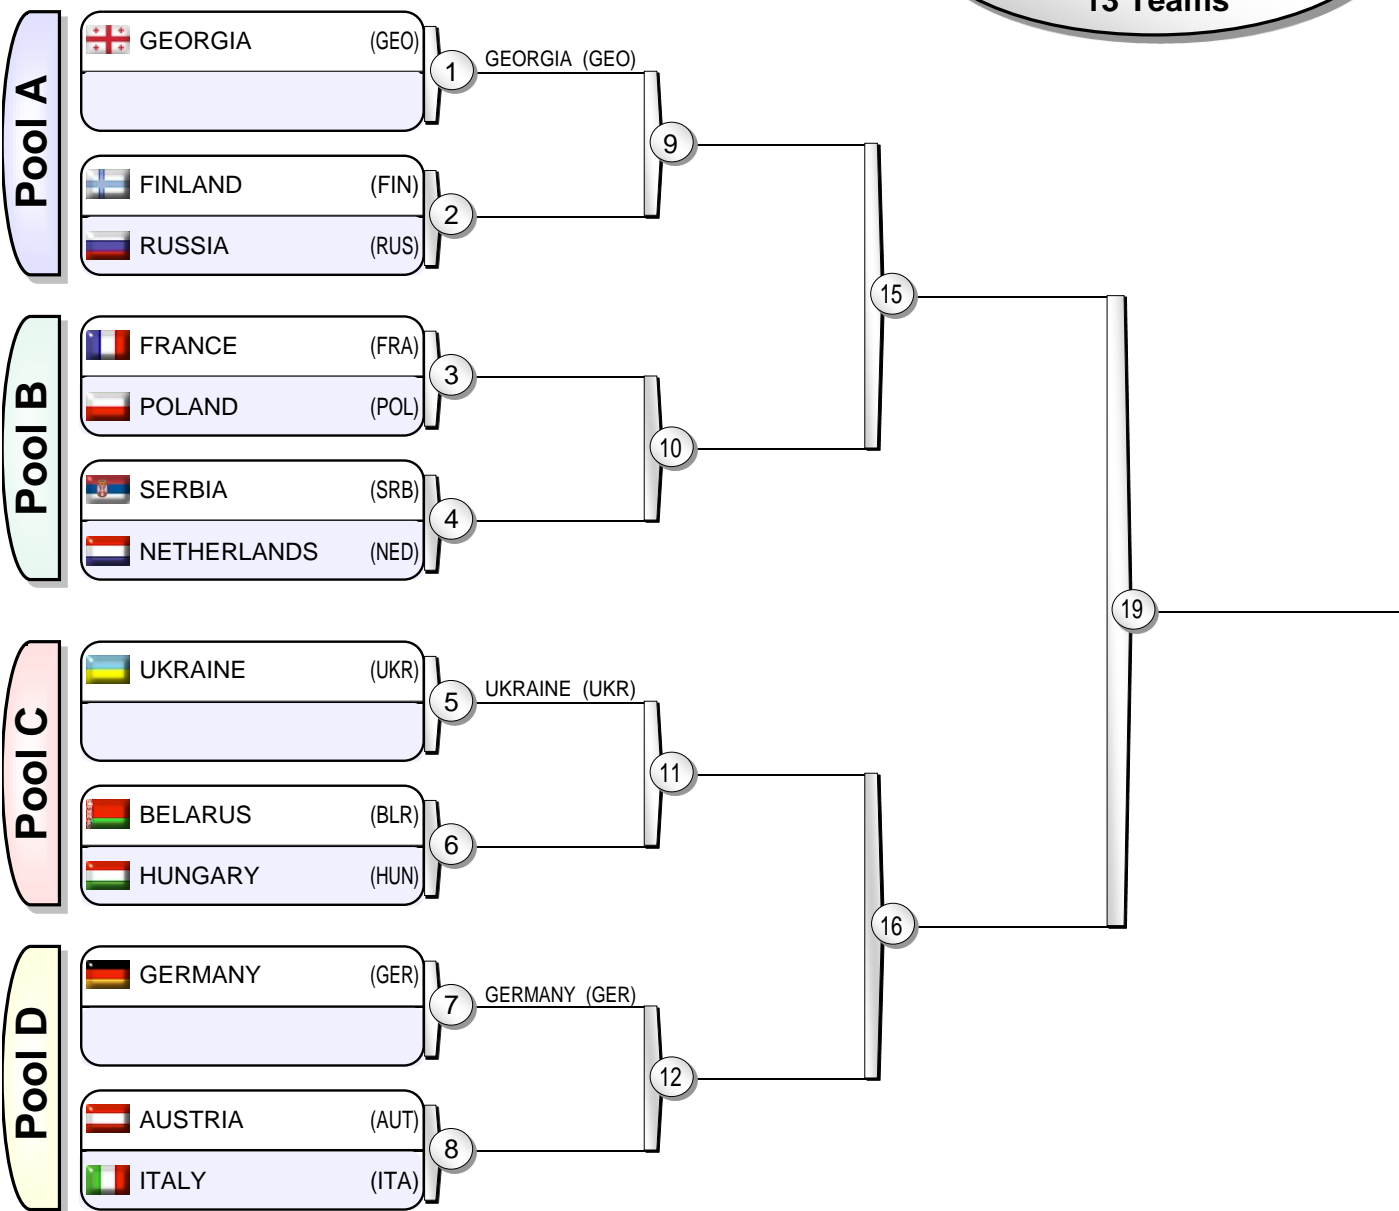 13 Teams
Pool A
GEORGIA (GEO)
1
GEORGIA (GEO)
FINLAND (FIN)
RUSSIA (RUS)
2
9
Pool B
FRANCE (FRA)
POLAND (POL)
3
SERBIA (SRB)
NETHERLANDS (NED)
4
10
15
Pool C
UKRAINE (UKR)
5
UKRAINE (UKR)
BELARUS (BLR)
HUNGARY (HUN)
6
11
Pool D
GERMANY (GER)
7
GERMANY (GER)
AUSTRIA (AUT)
ITALY (ITA)
8
12
16
19